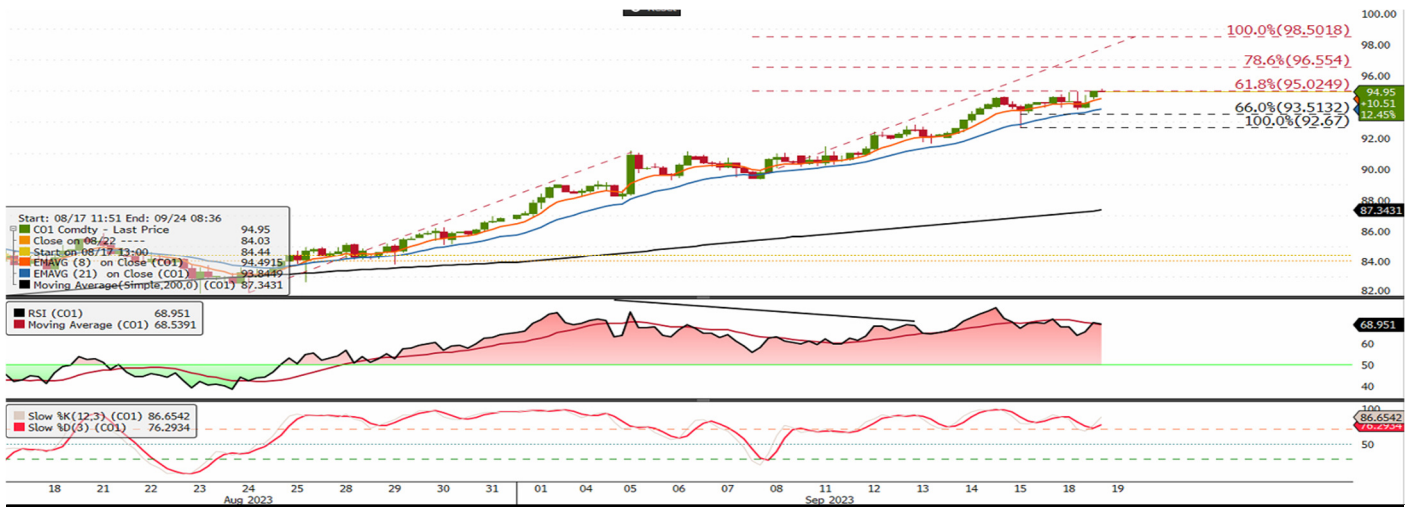 100.00
100.0%(98.5018)
98.00
78.6%(96.554)
96.00
61.8%(95.0249)
94.95
+10.51
12.45%
66.0%(93.5132)
100.0%(92.67)
92.00
90.00
88.00
87.3431
86.00
84.00
82.00
Start: 08/17 11:51 End: 09/24 08:36
CO1 Comdty - Last Price 94.95
Close on 08/22 ---- 84.03
Start on 08/17 13:00 84.44
EMAVG (8) on Close (CO1) 94.4915
EMAVG (21) on Close (CO1) 93.8449
Moving Average(Simple,200,0) (CO1) 87.3431
RSI (CO1) 68.951
Moving Average (CO1) 68.5391
68.951
60
50
40
Slow %K(12,3) (CO1) 86.6542
Slow %D(3) (CO1) 76.2934
100
86.6542
76.2934
50
18 21 22 23 24 25 28 29 30 31 01 04 05 06 07 08 11 12 13 14 15 18 19
Aug 2023 Sep 2023